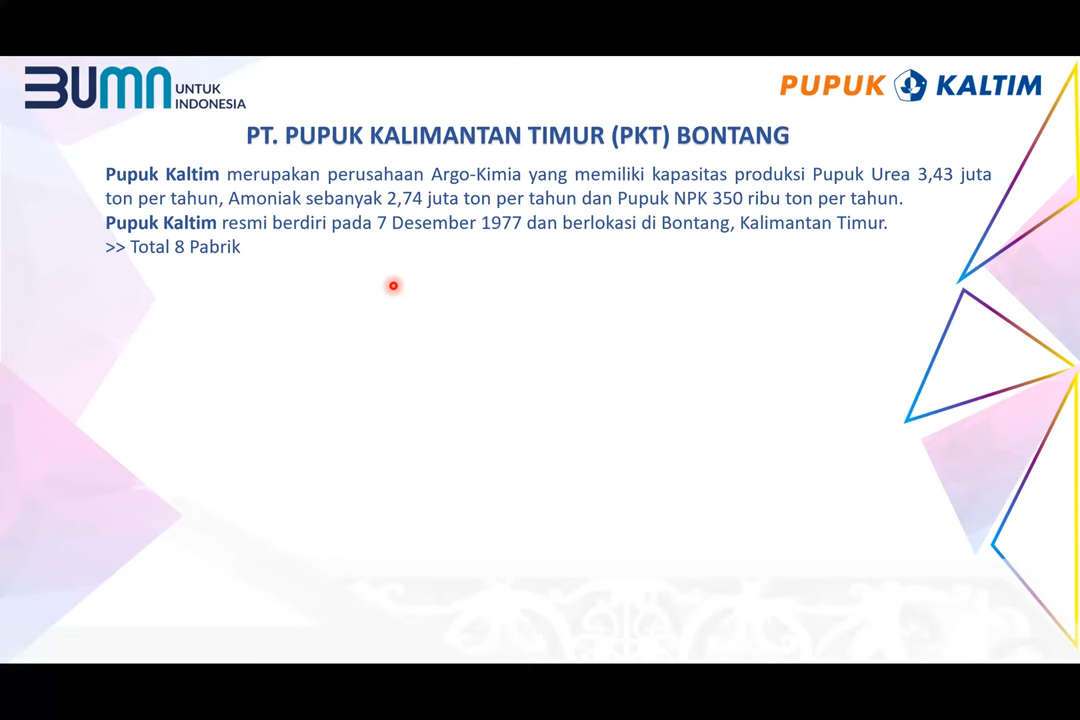 BUMN
UNTUK
INDONESIA
PUPUK KALTIM
PT. PUPUK KALIMANTAN TIMUR (PKT) BONTANG
Pupuk Kaltim merupakan perusahaan Argo-Kimia yang memiliki kapasitas produksi Pupuk Urea 3,43 juta
ton per tahun, Amoniak sebanyak 2,74 juta ton per tahun dan Pupuk NPK 350 ribu ton per tahun.
Pupuk Kaltim resmi berdiri pada 7 Desember 1977 dan berlokasi di Bontang, Kalimantan Timur.
>> Total 8 Pabrik